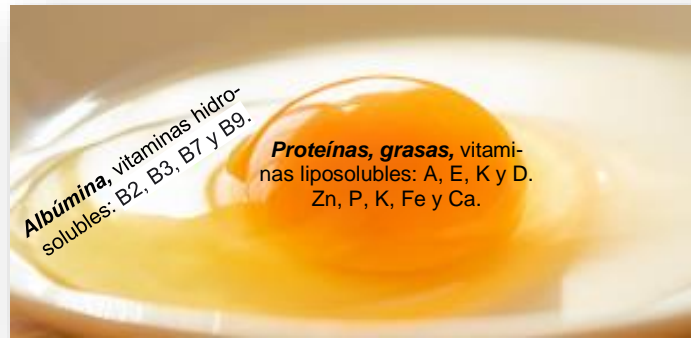 Albúmina, vitaminas hidro-
solubles: B2, B3, B7 y B9.
Proteínas, grasas, vitami-
nas liposolubles: A, E, K y D.
Zn, P, K, Fe y Ca.